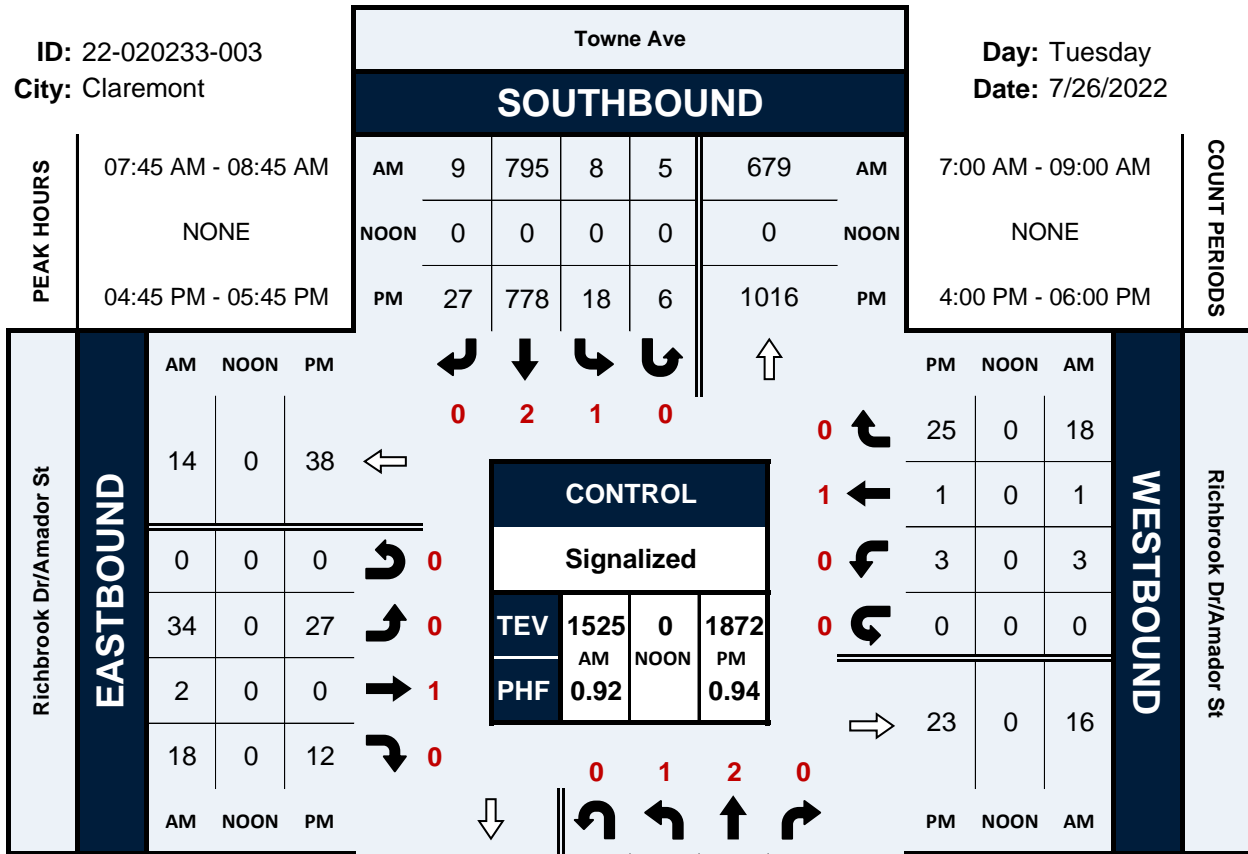 ID: 22-020233-003
City: Claremont
Towne Ave
SOUTHBOUND
Day: Tuesday
Date: 7/26/2022
PEAK HOURS
07:45 AM - 08:45 AM
NONE
04:45 PM - 05:45 PM
AM 9 795 8 5 679 AM
NOON 0 0 0 0 0 NOON
PM 27 778 18 6 1016 PM
7:00 AM - 09:00 AM
NONE
4:00 PM - 06:00 PM
COUNT PERIODS
0 2 1 0
Richbrook Dr/Amador St
EASTBOUND
AM NOON PM
14 0 38
0 0 0 0
34 0 27 0
2 0 0 1
18 0 12 0
AM NOON PM
CONTROL
Signalized
TEV 1525 0 1872
AM NOON PM
PHF 0.92 0.94
PM NOON AM
0 25 0 18
1 1 0 1
0 3 0 3
0 0 0 0
23 0 16
PM NOON AM
WESTBOUND
Richbrook Dr/Amador St
0 1 2 0